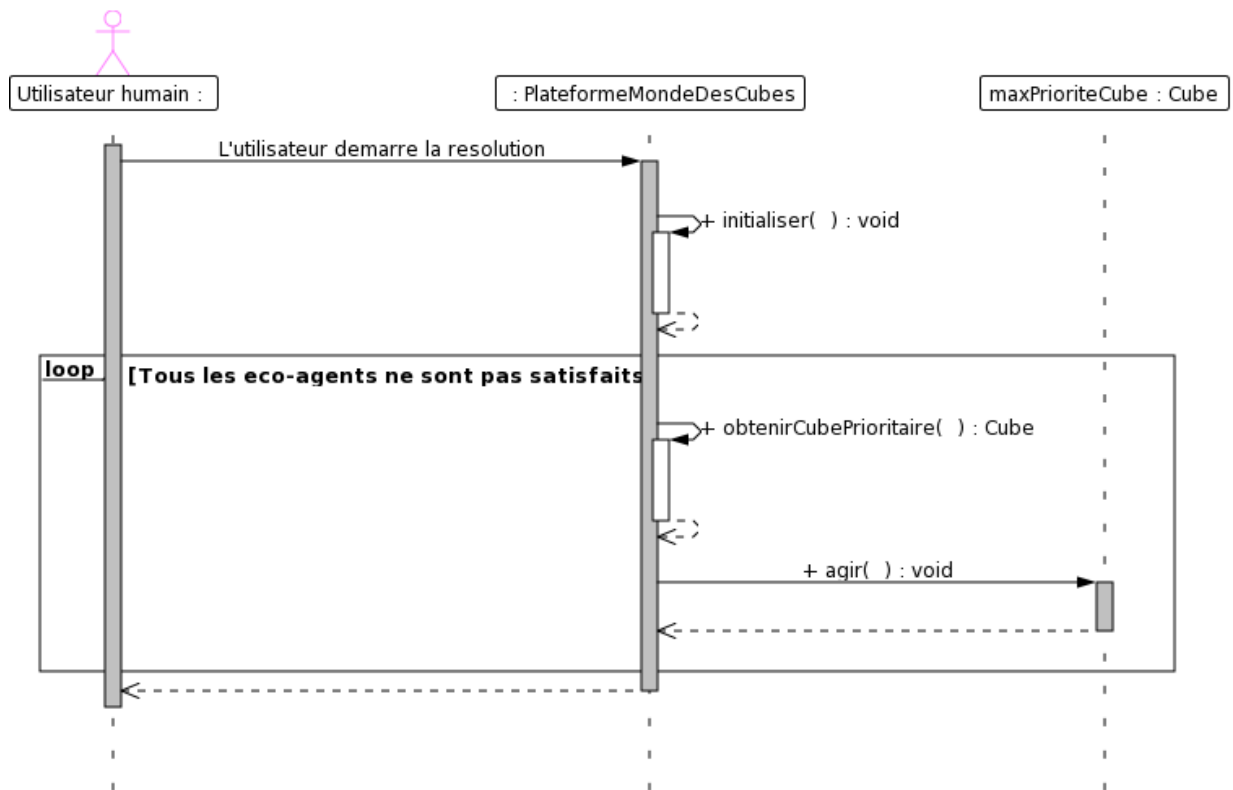 Utilisateur humain :
: PlateformeMondeDesCubes
maxPrioriteCube : Cube
L'utilisateur demarre la resolution
+ initialiser(  ) : void
loop
[Tous les eco-agents ne sont pas satisfaits
+ obtenirCubePrioritaire(  ) : Cube
+ agir(  ) : void